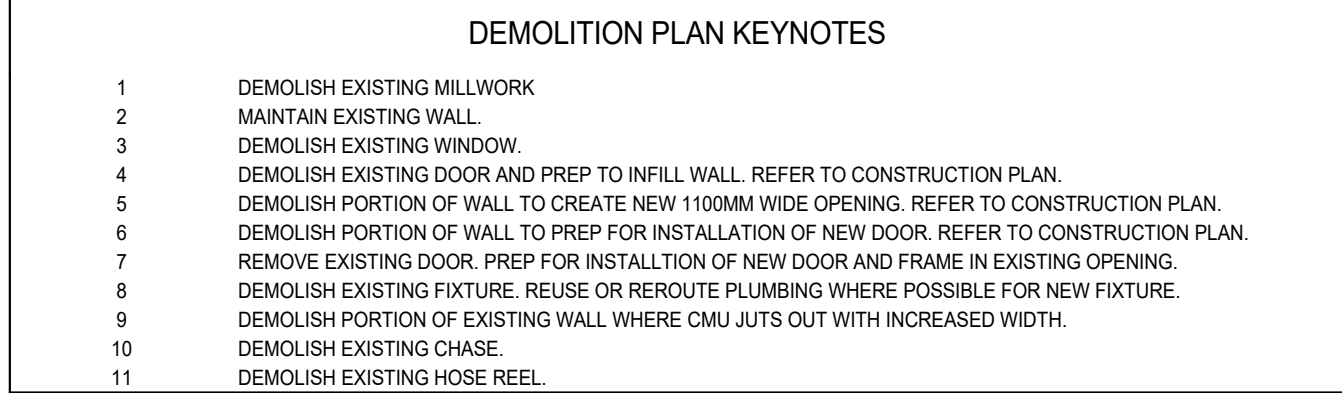 DEMOLITION PLAN KEYNOTES
1 DEMOLISH EXISTING MILLWORK
2 MAINTAIN EXISTING WALL.
3 DEMOLISH EXISTING WINDOW.
4 DEMOLISH EXISTING DOOR AND PREP TO INFILL WALL. REFER TO CONSTRUCTION PLAN.
5 DEMOLISH PORTION OF WALL TO CREATE NEW 1100MM WIDE OPENING. REFER TO CONSTRUCTION PLAN.
6 DEMOLISH PORTION OF WALL TO PREP FOR INSTALLATION OF NEW DOOR. REFER TO CONSTRUCTION PLAN.
7 REMOVE EXISTING DOOR. PREP FOR INSTALLTION OF NEW DOOR AND FRAME IN EXISTING OPENING.
8 DEMOLISH EXISTING FIXTURE. REUSE OR REROUTE PLUMBING WHERE POSSIBLE FOR NEW FIXTURE.
9 DEMOLISH PORTION OF EXISTING WALL WHERE CMU JUTS OUT WITH INCREASED WIDTH.
10 DEMOLISH EXISTING CHASE.
11 DEMOLISH EXISTING HOSE REEL.